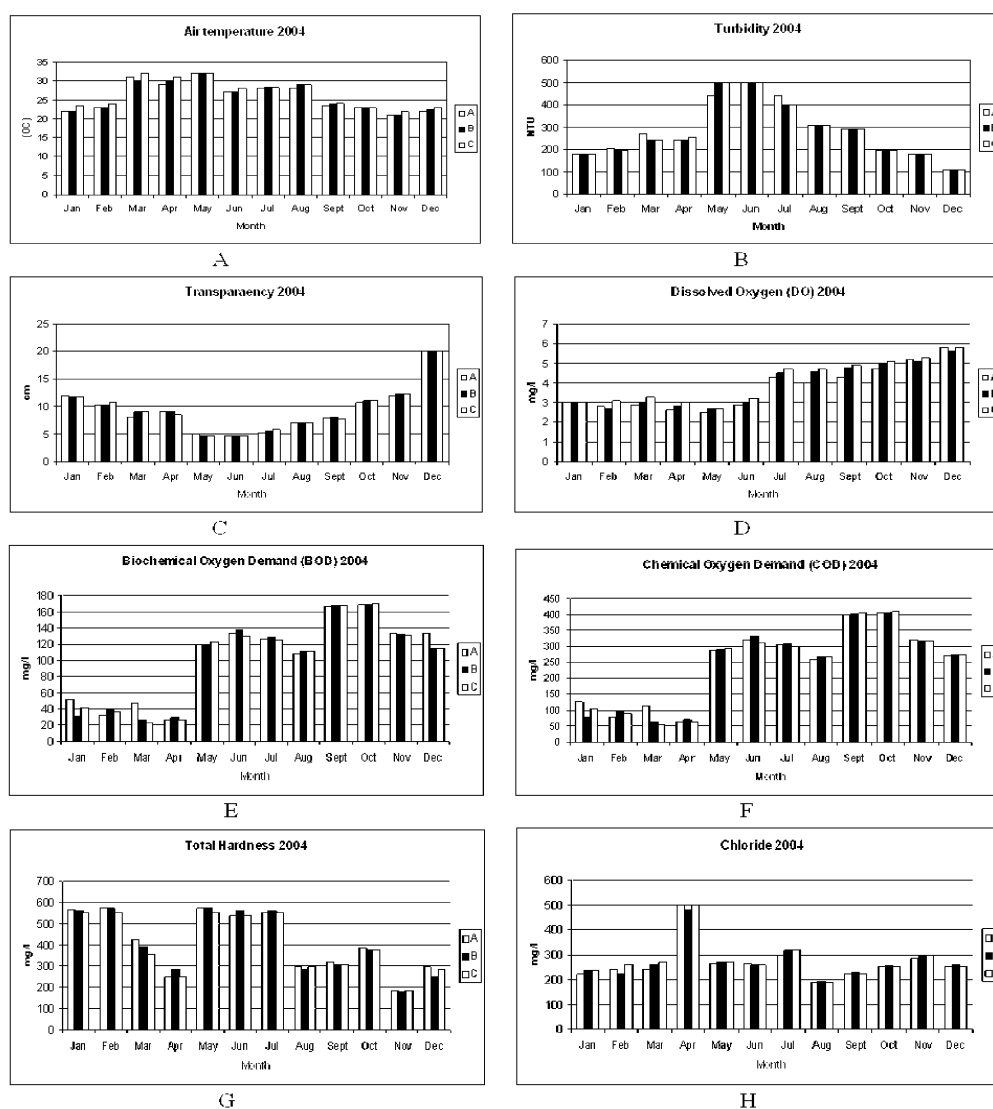 Air temperature 2004
35
30
25
20
15
10
5
0
(0C)
Jan Feb Mar Apr May Jun Jul Aug Sept Oct Nov Dec
Month
A
B
C
A
Turbidity 2004
600
500
400
300
200
100
0
NTU
Jan Feb Mar Apr May Jun Jul Aug Sept Oct Nov Dec
Month
B
Transparaency 2004
25
20
15
10
5
0
cm
Jan Feb Mar Apr May Jun Jul Aug Sept Oct Nov Dec
Month
A
B
C
C
Dissolved Oxygen (DO) 2004
7
6
5
4
3
2
1
0
mg/l
Jan Feb Mar Apr May Jun Jul Aug Sept Oct Nov Dec
Month
D
Biochemical Oxygen Demand (BOD) 2004
180
160
140
120
100
80
60
40
20
0
mg/l
Jan Feb Mar Apr May Jun Jul Aug Sept Oct Nov Dec
Month
A
B
C
E
Chemical Oxygen Demand (COD) 2004
450
400
350
300
250
200
150
100
50
0
mg/l
Jan Feb Mar Apr May Jun Jul Aug Sept Oct Nov Dec
Month
F
Total Hardness 2004
700
600
500
400
300
200
100
0
mg/l
Jan Feb Mar Apr May Jun Jul Aug Sept Oct Nov Dec
Month
A
B
C
G
Chloride 2004
600
500
400
300
200
100
0
mg/l
Jan Feb Mar Apr May Jun Jul Aug Sept Oct Nov Dec
Month
H